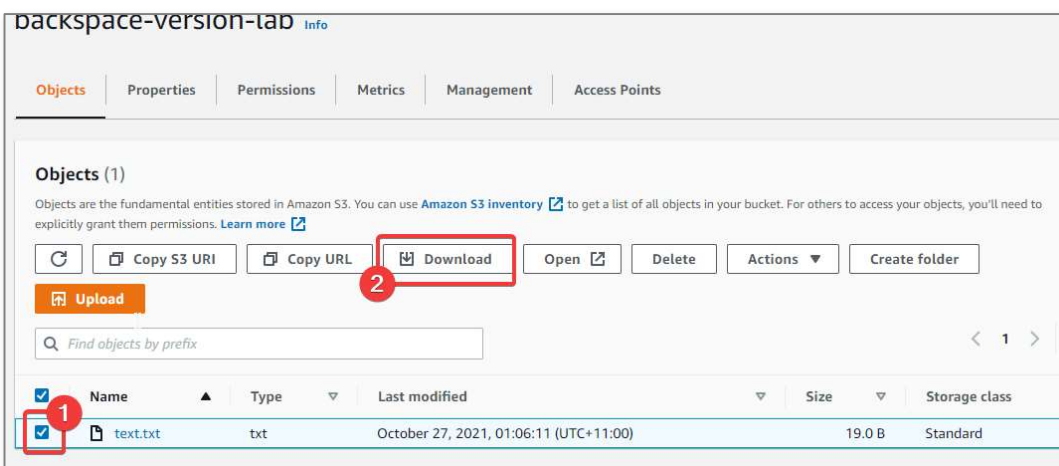 backspace-version-lab Info
Objects Properties Permissions Metrics Management Access Points
Objects (1)
Objects are the fundamental entities stored in Amazon S3. You can use Amazon S3 inventory to get a list of all objects in your bucket. For others to access your objects, you'll need to
explicitly grant them permissions. Learn more
Copy S3 URI Copy URL Download Open Delete Actions Create folder
2
Upload
Find objects by prefix
1
Name Type Last modified Size Storage class
1
text.txt txt October 27, 2021, 01:06:11 (UTC+11:00) 19.0 B Standard